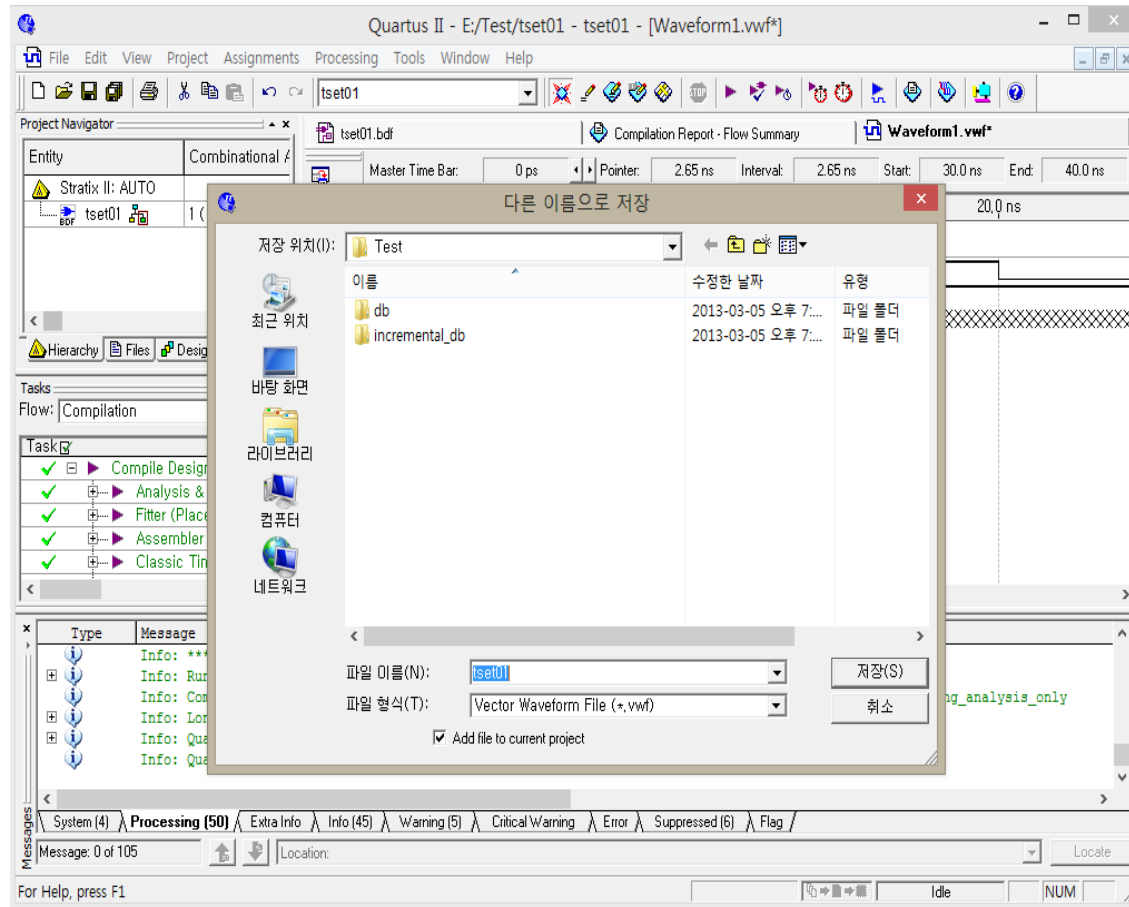 Quartus II - E:/Test/tset01 - tset01 - [Waveform1.vwf*]
File Edit View Project Assignments Processing Tools Window Help
tset01
STOP
Project Navigator
Entity
Combinational A
Stratix II: AUTO
tset01
1 (
BDF
Hierarchy
Files
Desig
tset01.bdf
Compilation Report - Flow Summary
Waveform1.vwf*
Master Time Bar:
0 ps
Pointer:
2.65 ns
Interval:
2.65 ns
Start:
30.0 ns
End:
40.0 ns
20.0 ns
Tasks
Flow: Compilation
Task
Compile Design
Analysis &
Fitter (Place
Assembler
Classic Tim
다른 이름으로 저장
저장 위치(I):
Test
최근 위치
바탕 화면
라이브러리
컴퓨터
네트워크
이름
수정한 날짜
유형
db
2013-03-05 오후 7:...
파일 폴더
incremental_db
2013-03-05 오후 7:...
파일 폴더
파일 이름(N):
tset01
저장(S)
파일 형식(T):
Vector Waveform File (*.vwf)
취소
Add file to current project
Type
Message
Info: ***
Info: Run
Info: Com
ng_analysis_only
Info: Lon
Info: Qua
Info: Qua
Messages
System (4)
Processing (50)
Extra Info
Info (45)
Warning (5)
Critical Warning
Error
Suppressed (6)
Flag
Message: 0 of 105
Location:
Locate
For Help, press F1
Idle
NUM